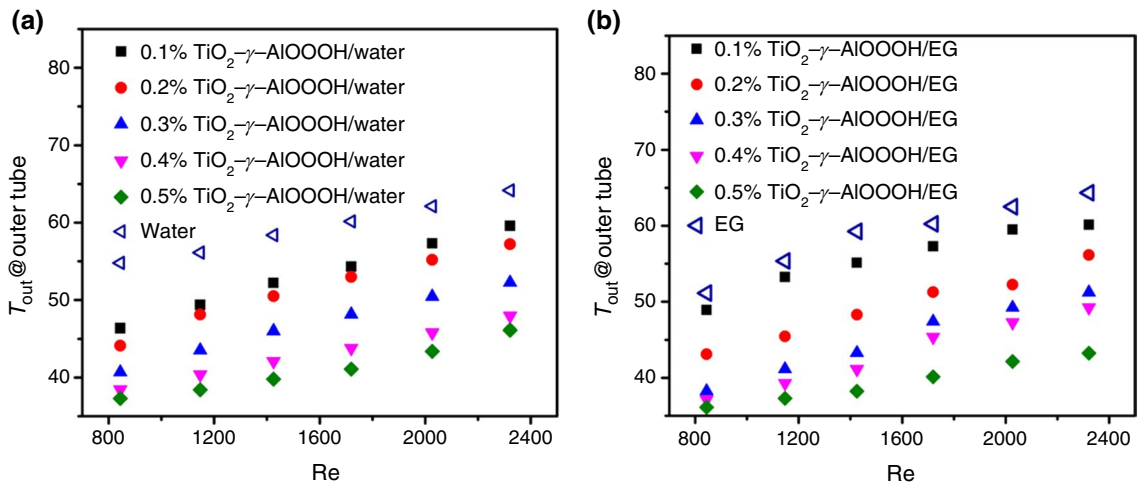 (a)
T_out @ outer tube
80
70
60
50
40
0.1% TiO₂–γ–AlOOOH/water
0.2% TiO₂–γ–AlOOOH/water
0.3% TiO₂–γ–AlOOOH/water
0.4% TiO₂–γ–AlOOOH/water
0.5% TiO₂–γ–AlOOOH/water
Water
800 1200 1600 2000 2400
Re
(b)
T_out @ outer tube
80
70
60
50
40
0.1% TiO₂–γ–AlOOOH/EG
0.2% TiO₂–γ–AlOOOH/EG
0.3% TiO₂–γ–AlOOOH/EG
0.4% TiO₂–γ–AlOOOH/EG
0.5% TiO₂–γ–AlOOOH/EG
EG
800 1200 1600 2000 2400
Re